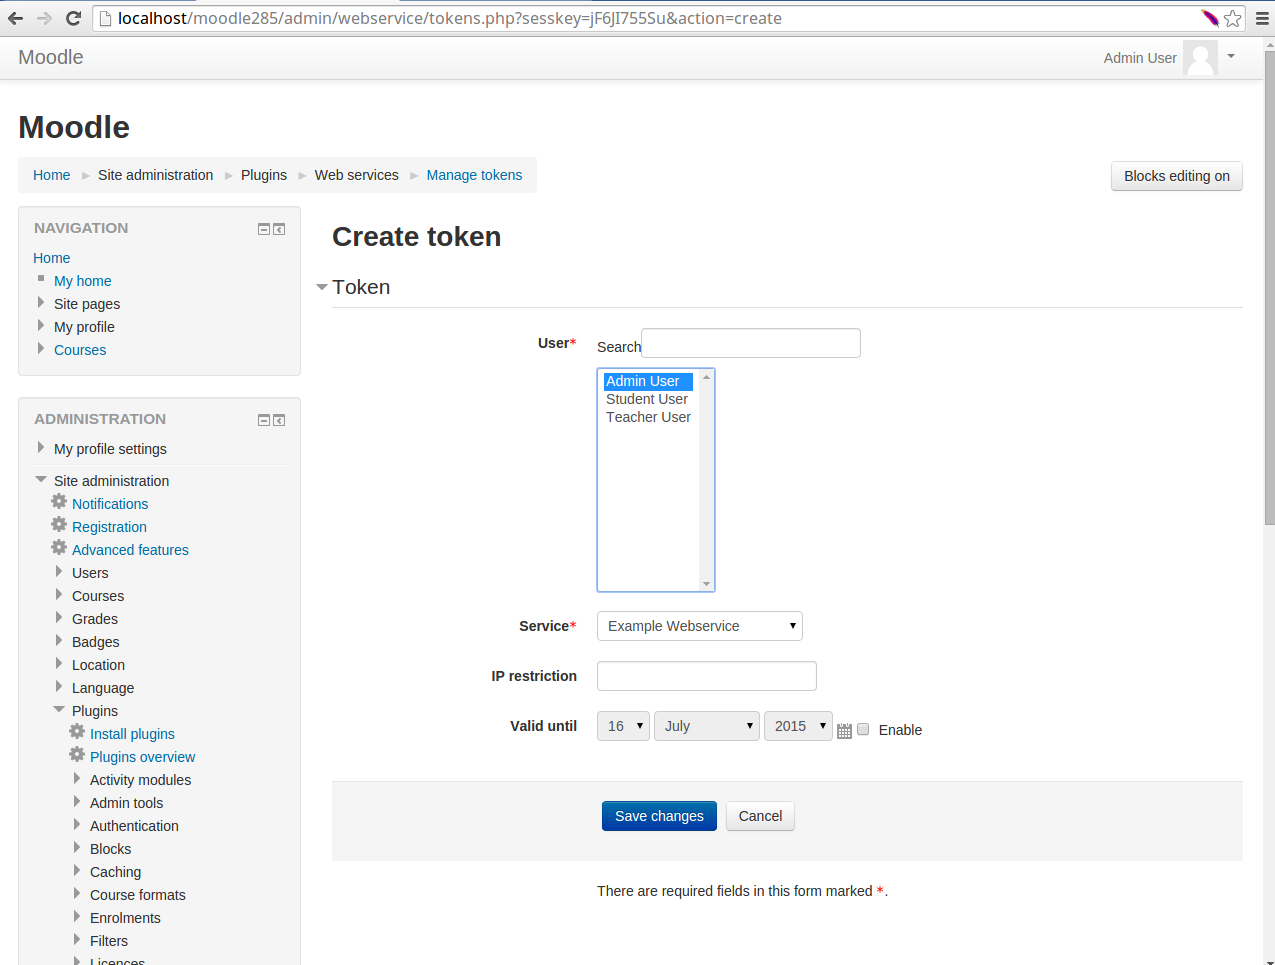 localhost/moodle285/admin/webservice/tokens.php?sesskey=jF6JI755Su&action=create
Moodle
Admin User
Moodle
Home Site administration Plugins Web services Manage tokens
Blocks editing on
NAVIGATION
Home
My home
Site pages
My profile
Courses
ADMINISTRATION
My profile settings
Site administration
Notifications
Registration
Advanced features
Users
Courses
Grades
Badges
Location
Language
Plugins
Install plugins
Plugins overview
Activity modules
Admin tools
Authentication
Blocks
Caching
Course formats
Enrolments
Filters
Licences
Create token
Token
User*
Search
Admin User
Student User
Teacher User
Service*
Example Webservice
IP restriction
Valid until
16 July 2015 Enable
Save changes Cancel
There are required fields in this form marked *.